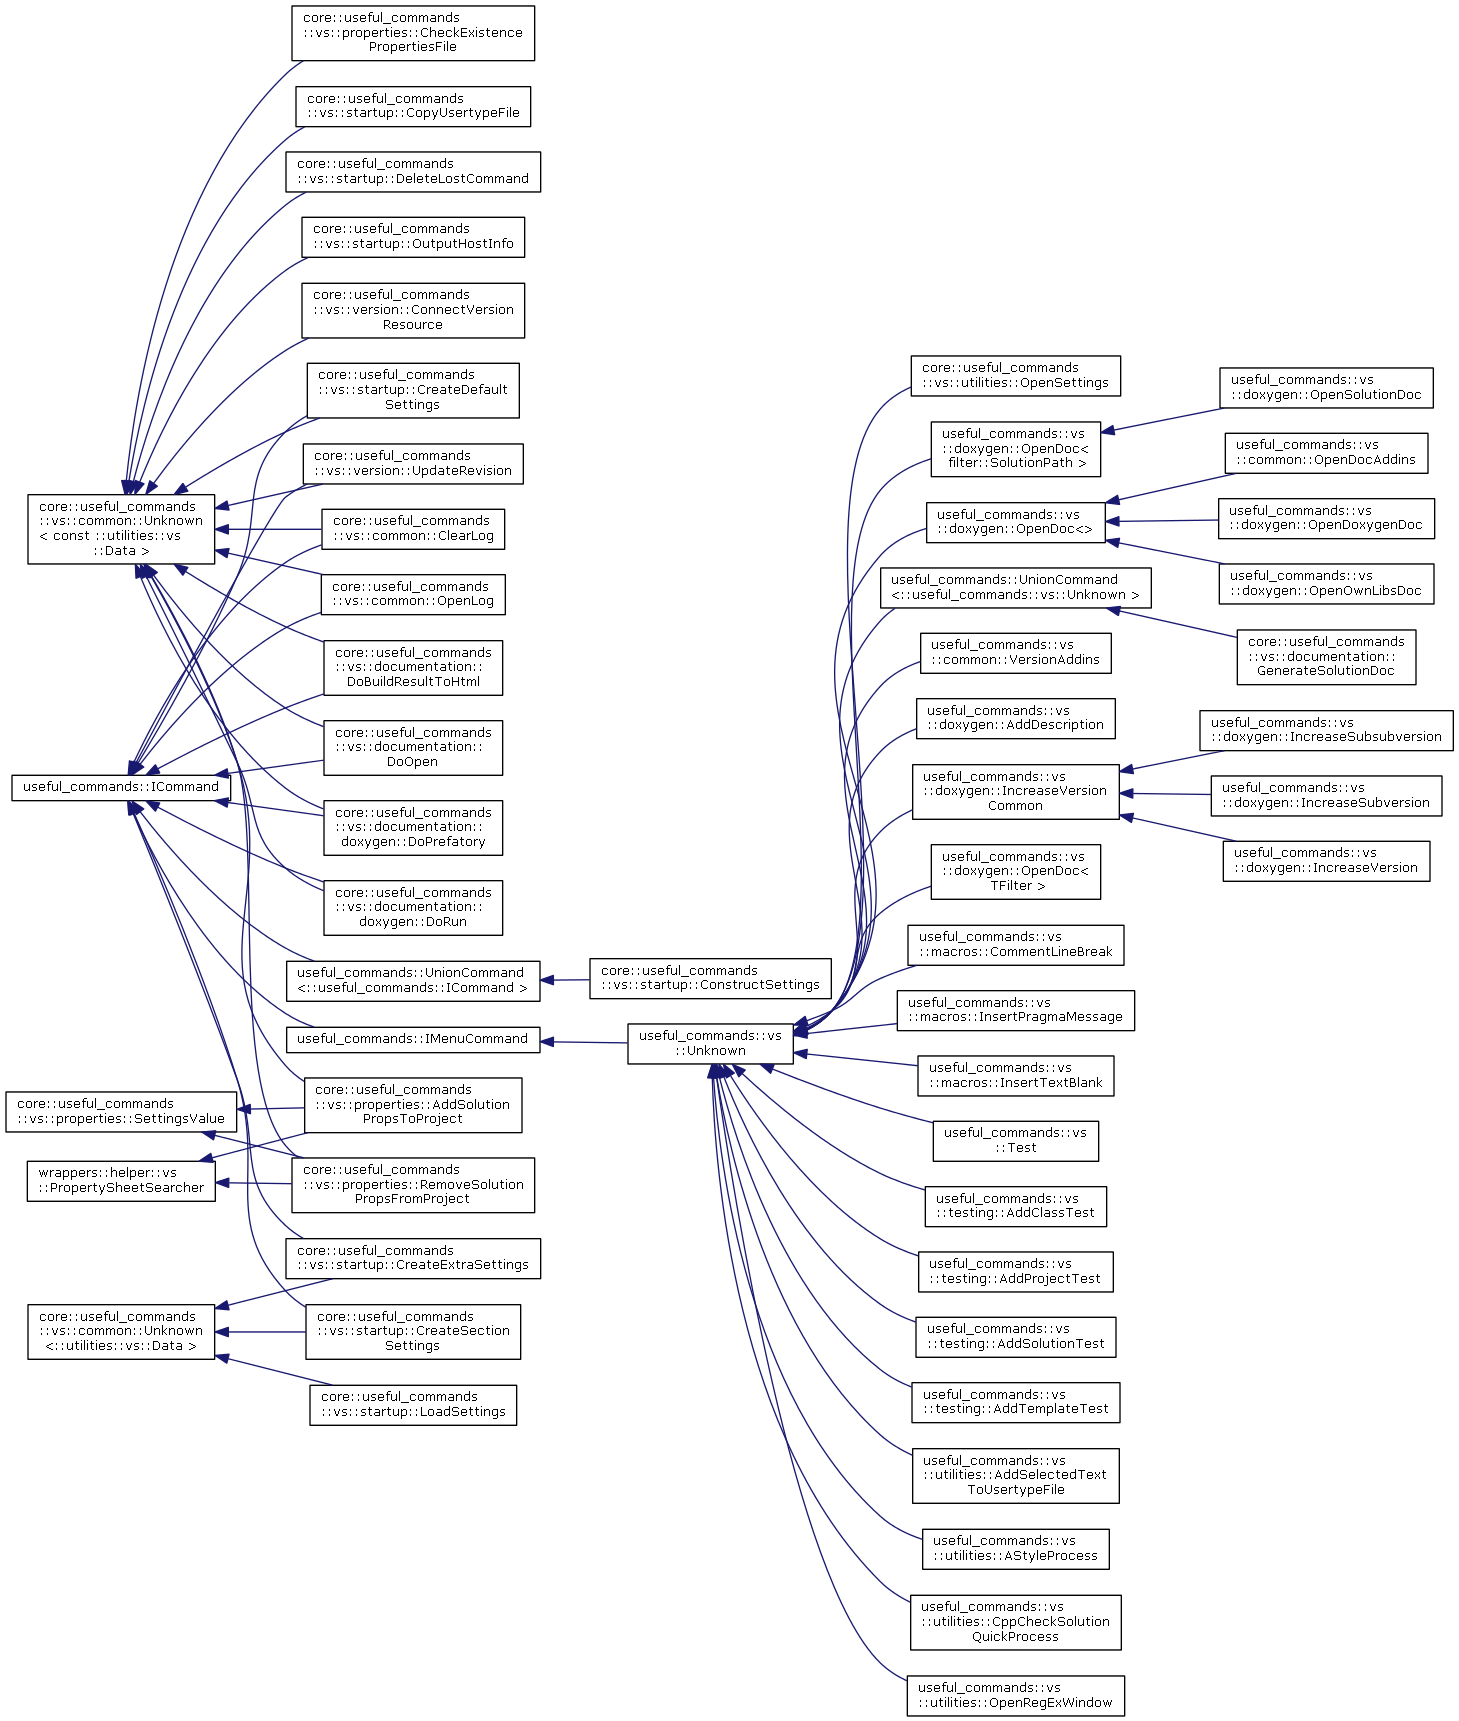 core::useful_commands
::vs::properties::CheckExistence
PropertiesFile
core::useful_commands
::vs::startup::CopyUsertypeFile
core::useful_commands
::vs::startup::DeleteLostCommand
core::useful_commands
::vs::startup::OutputHostInfo
core::useful_commands
::vs::version::ConnectVersion
Resource
core::useful_commands
::vs::startup::CreateDefault
Settings
core::useful_commands
::vs::version::UpdateRevision
core::useful_commands
::vs::common::Unknown
< const ::utilities::vs
::Data >
core::useful_commands
::vs::common::ClearLog
core::useful_commands
::vs::common::OpenLog
core::useful_commands
::vs::documentation::
DoBuildResultToHtml
core::useful_commands
::vs::documentation::
DoOpen
useful_commands::ICommand
core::useful_commands
::vs::documentation::
doxygen::DoPrefatory
core::useful_commands
::vs::documentation::
doxygen::DoRun
useful_commands::UnionCommand
<::useful_commands::ICommand >
core::useful_commands
::vs::startup::ConstructSettings
useful_commands::IMenuCommand
useful_commands::vs
::Unknown
core::useful_commands
::vs::properties::SettingsValue
core::useful_commands
::vs::properties::AddSolution
PropsToProject
wrappers::helper::vs
::PropertySheetSearcher
core::useful_commands
::vs::properties::RemoveSolution
PropsFromProject
core::useful_commands
::vs::startup::CreateExtraSettings
core::useful_commands
::vs::common::Unknown
<::utilities::vs::Data >
core::useful_commands
::vs::startup::CreateSection
Settings
core::useful_commands
::vs::startup::LoadSettings
core::useful_commands
::vs::utilities::OpenSettings
useful_commands::vs
::doxygen::OpenDoc<
filter::SolutionPath >
useful_commands::vs
::doxygen::OpenSolutionDoc
useful_commands::vs
::common::OpenDocAddins
useful_commands::vs
::doxygen::OpenDoc<>
useful_commands::vs
::doxygen::OpenDoxygenDoc
useful_commands::vs
::doxygen::OpenOwnLibsDoc
useful_commands::UnionCommand
<::useful_commands::vs::Unknown >
core::useful_commands
::vs::documentation::
GenerateSolutionDoc
useful_commands::vs
::common::VersionAddins
useful_commands::vs
::doxygen::AddDescription
useful_commands::vs
::doxygen::IncreaseSubsubversion
useful_commands::vs
::doxygen::IncreaseVersion
Common
useful_commands::vs
::doxygen::IncreaseSubversion
useful_commands::vs
::doxygen::IncreaseVersion
useful_commands::vs
::doxygen::OpenDoc<
TFilter >
useful_commands::vs
::macros::CommentLineBreak
useful_commands::vs
::macros::InsertPragmaMessage
useful_commands::vs
::macros::InsertTextBlank
useful_commands::vs
::Test
useful_commands::vs
::testing::AddClassTest
useful_commands::vs
::testing::AddProjectTest
useful_commands::vs
::testing::AddSolutionTest
useful_commands::vs
::testing::AddTemplateTest
useful_commands::vs
::utilities::AddSelectedText
ToUsertypeFile
useful_commands::vs
::utilities::AStyleProcess
useful_commands::vs
::utilities::CppCheckSolution
QuickProcess
useful_commands::vs
::utilities::OpenRegExWindow